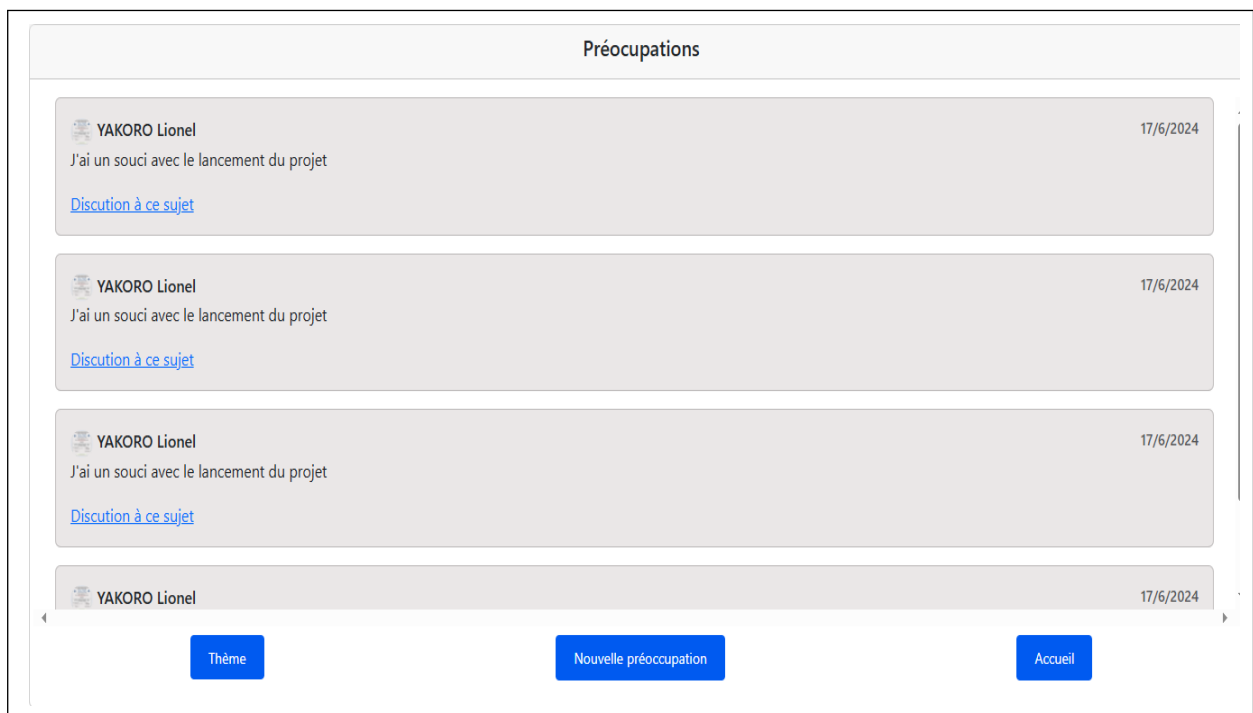 Préocupations
YAKORO Lionel 17/6/2024
J'ai un souci avec le lancement du projet
Discution à ce sujet
YAKORO Lionel 17/6/2024
J'ai un souci avec le lancement du projet
Discution à ce sujet
YAKORO Lionel 17/6/2024
J'ai un souci avec le lancement du projet
Discution à ce sujet
YAKORO Lionel 17/6/2024
Thème Nouvelle préoccupation Accueil